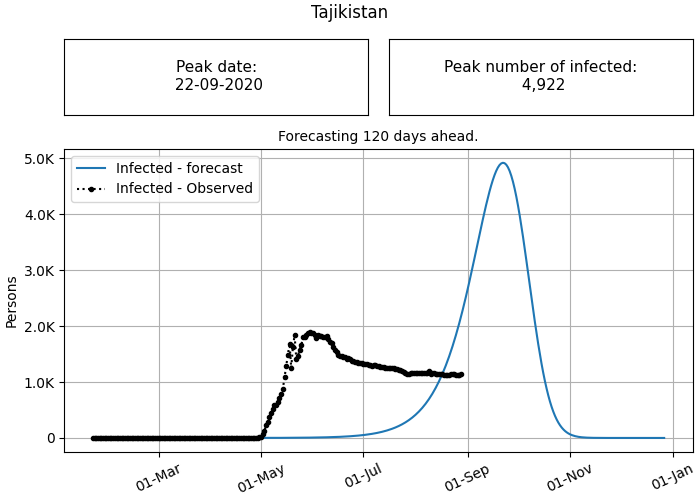 Tajikistan
Peak date:
22-09-2020
Peak number of infected:
4,922
Forecasting 120 days ahead.
Infected - forecast
Infected - Observed
5.0K
4.0K
3.0K
2.0K
1.0K
0
Persons
01-Mar
01-May
01-Jul
01-Sep
01-Nov
01-Jan